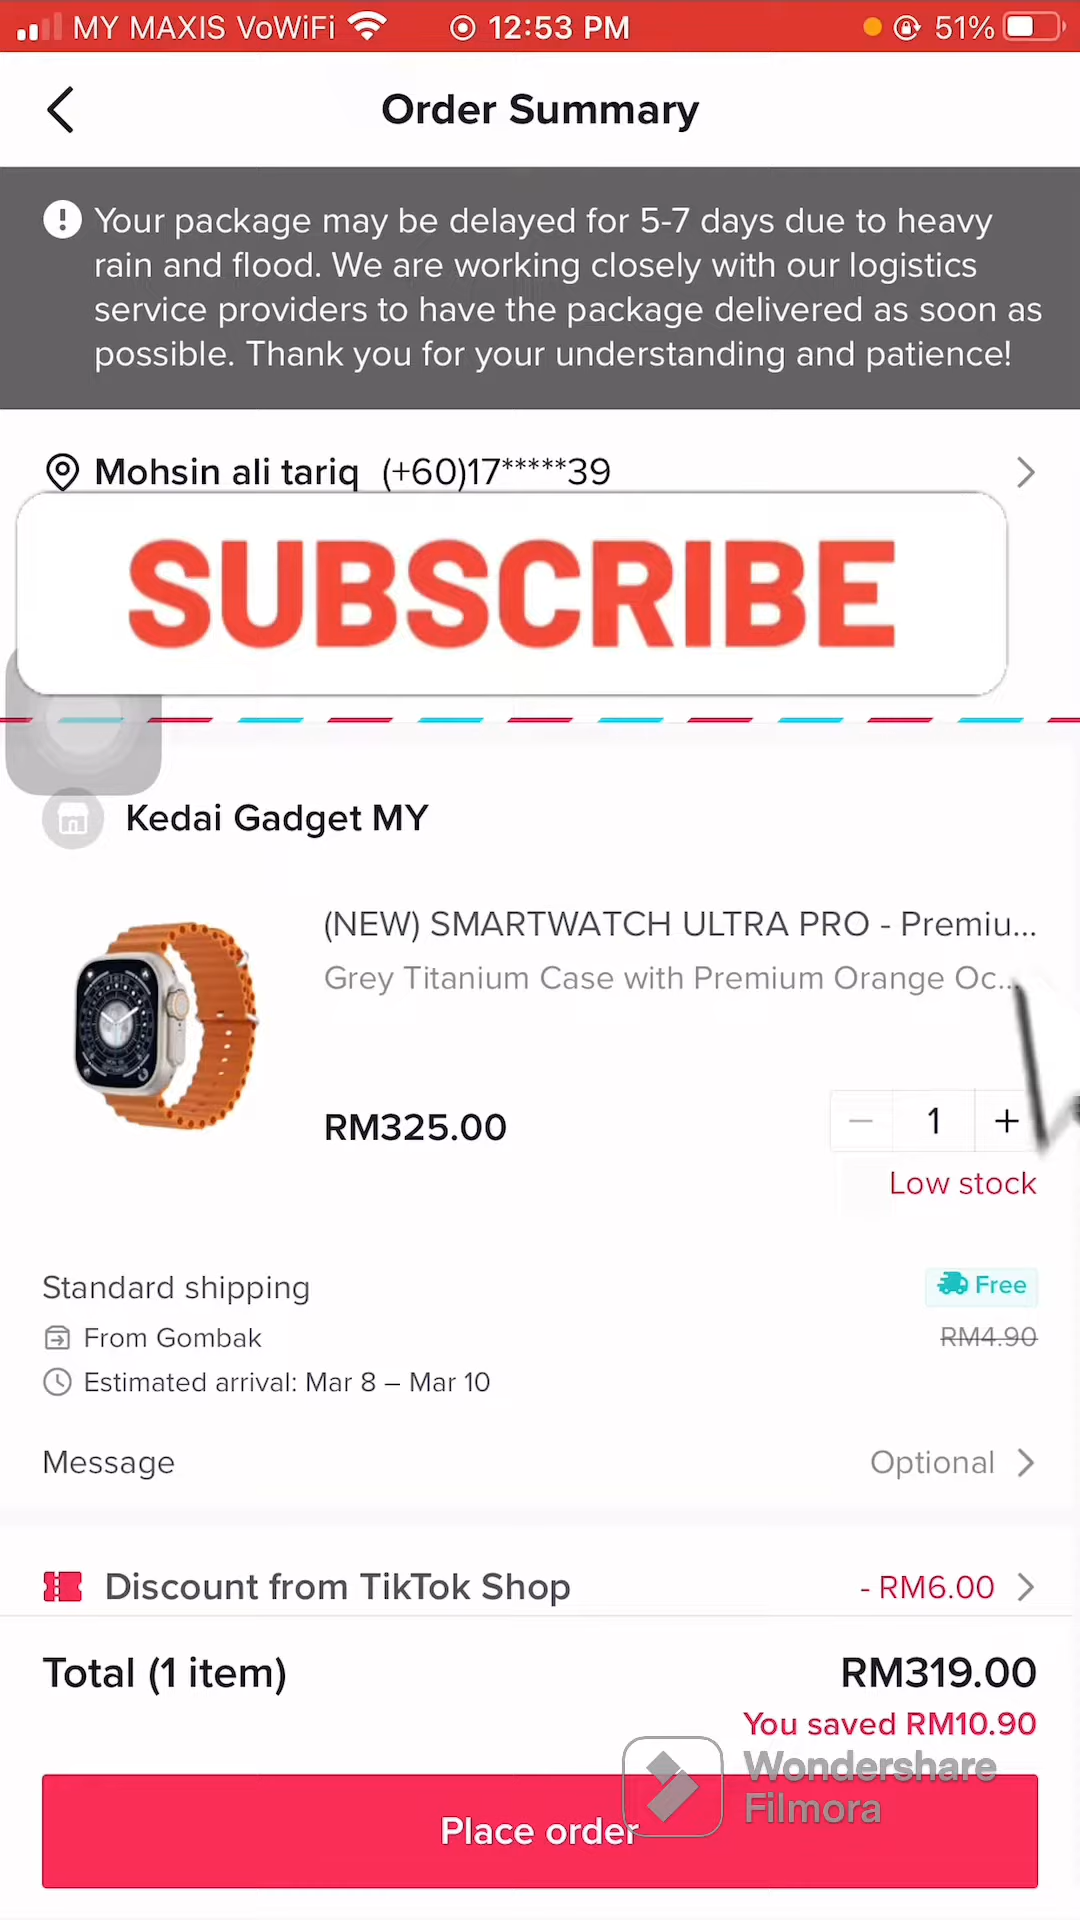 MY MAXIS VoWiFi 12:53 PM 51%
Order Summary
Your package may be delayed for 5-7 days due to heavy
rain and flood. We are working closely with our logistics
service providers to have the package delivered as soon as
possible. Thank you for your understanding and patience!
Mohsin ali tariq (+60)17*****39
SUBSCRIBE
Kedai Gadget MY
(NEW) SMARTWATCH ULTRA PRO - Premiu...
Grey Titanium Case with Premium Orange Oc...
RM325.00
1
Low stock
Standard shipping
Free
From Gombak
RM4.90
Estimated arrival: Mar 8 – Mar 10
Message
Optional
Discount from TikTok Shop
- RM6.00
Total (1 item)
RM319.00
You saved RM10.90
Wondershare
Filmora
Place order